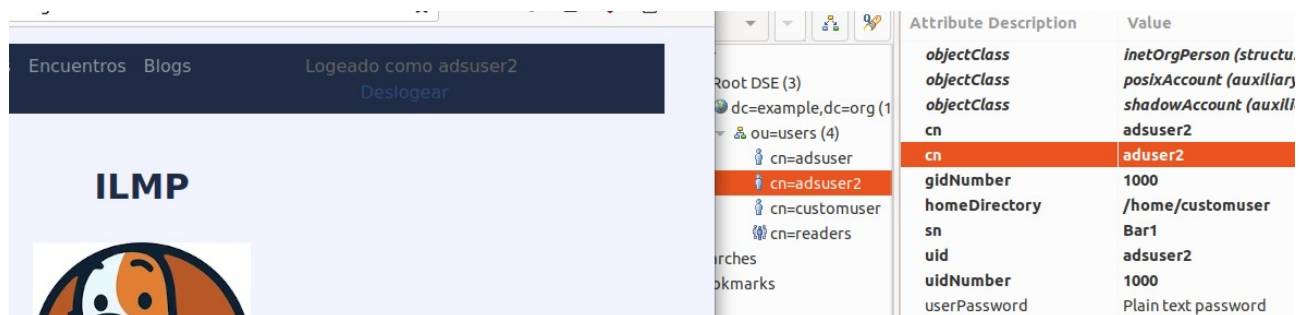 Encuentros Blogs
Logeado como adsuser2
Deslogear
ILMP
Root DSE (3)
dc=example,dc=org (1
ou=users (4)
cn=adsuser
cn=adsuser2
cn=customuser
cn=readers
arches
okmarks
Attribute Description Value
objectClass inetOrgPerson (structu
objectClass posixAccount (auxiliary
objectClass shadowAccount (auxili
cn adsuser2
cn aduser2
gidNumber 1000
homeDirectory /home/customuser
sn Bar1
uid adsuser2
uidNumber 1000
userPassword Plain text password